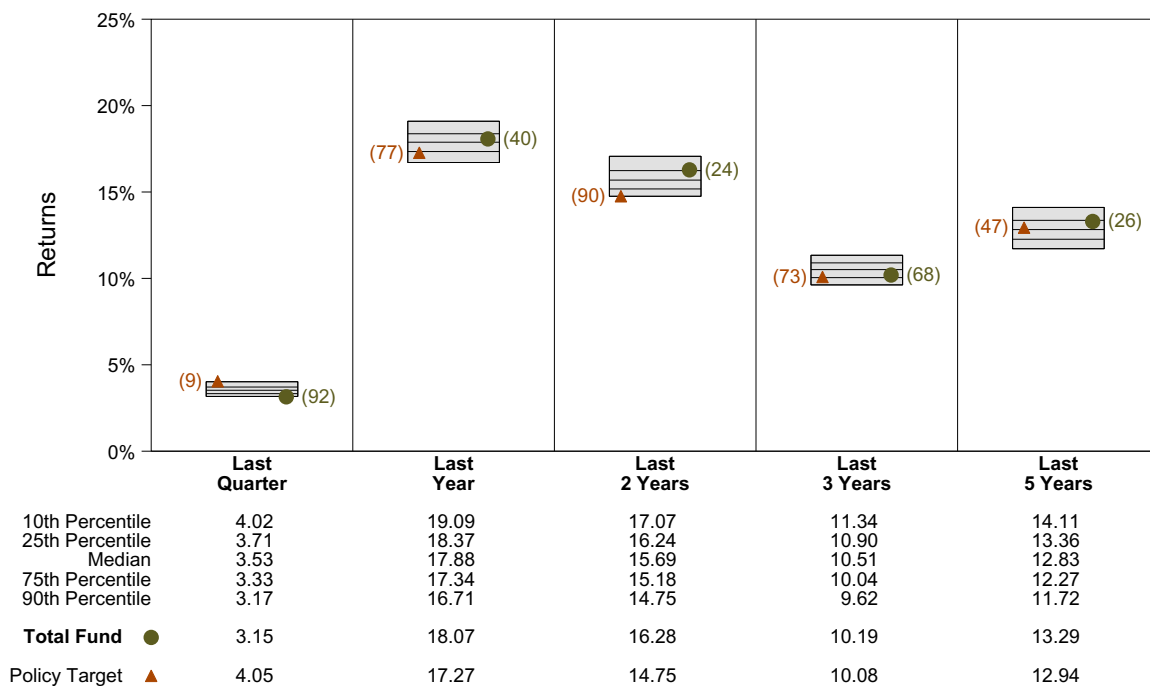 25%
20%
15%
10%
5%
0%
Returns
(9)
(92)
(77)
(40)
(90)
(24)
(73)
(68)
(47)
(26)
Last Last Last Last Last
Quarter Year 2 Years 3 Years 5 Years
10th Percentile 4.02 19.09 17.07 11.34 14.11
25th Percentile 3.71 18.37 16.24 10.90 13.36
Median 3.53 17.88 15.69 10.51 12.83
75th Percentile 3.33 17.34 15.18 10.04 12.27
90th Percentile 3.17 16.71 14.75 9.62 11.72
Total Fund 3.15 18.07 16.28 10.19 13.29
Policy Target 4.05 17.27 14.75 10.08 12.94